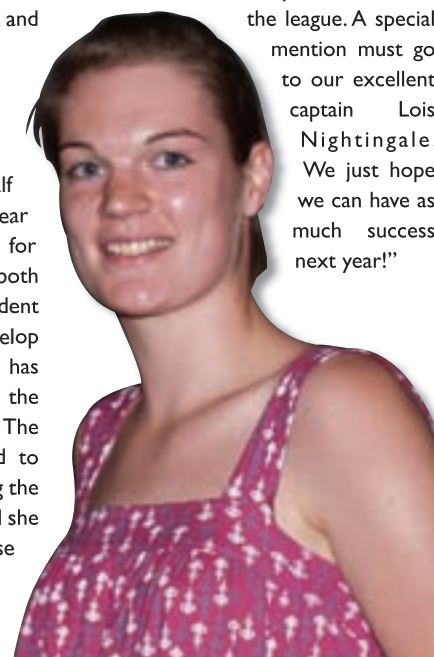 and
lf
ear
for
both
dent
elop
has
the
The
d to
g the
she
se
the league. A special
mention must go
to our excellent
captain Lois
Nightingale.
We just hope
we can have as
much success
next year!”